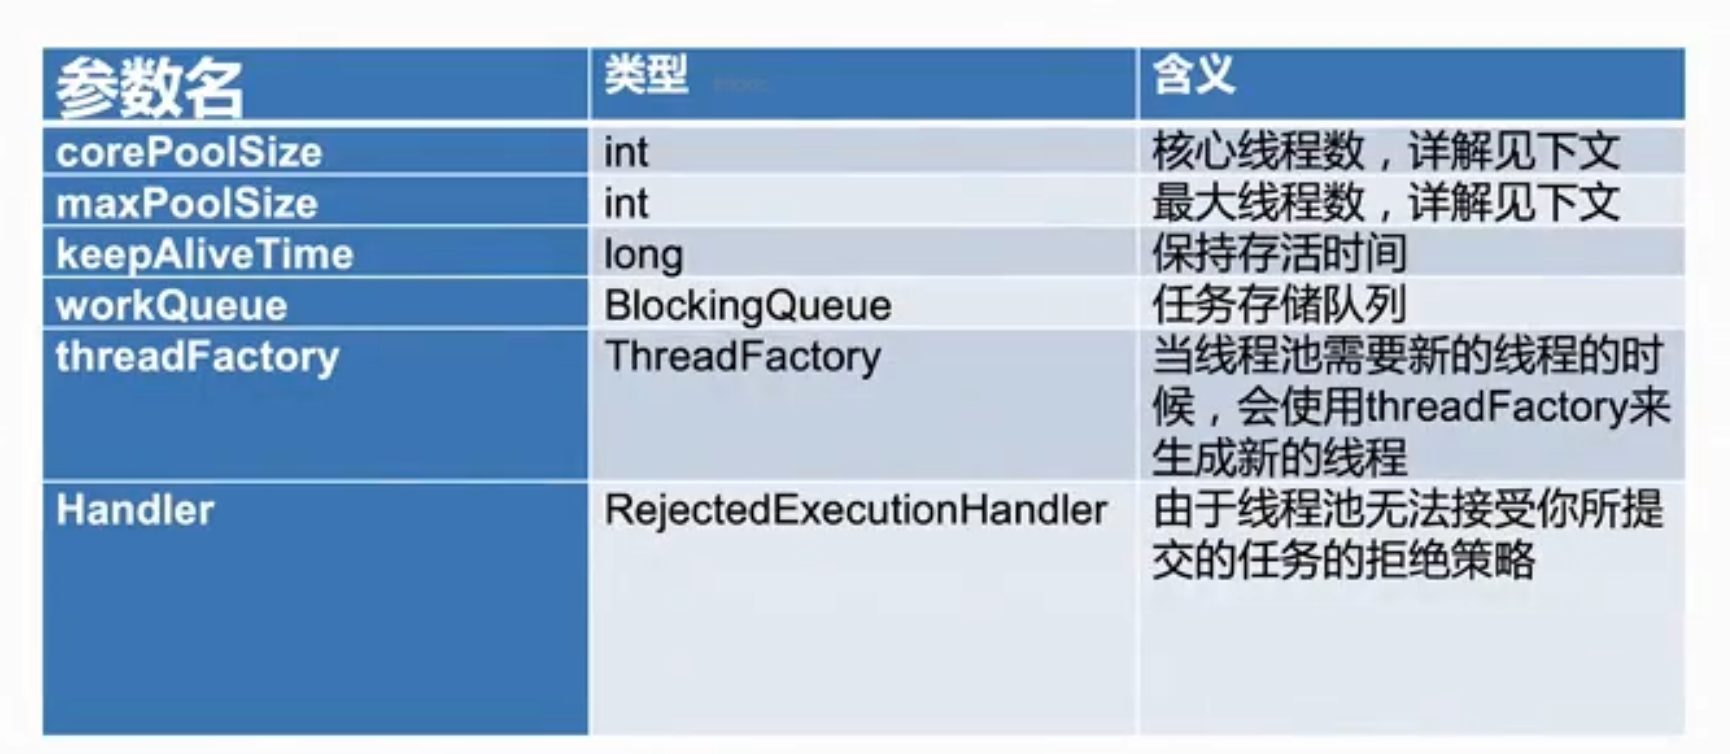 参数名 类型 含义
corePoolSize int 核心线程数，详解见下文
maxPoolSize int 最大线程数，详解见下文
keepAliveTime long 保持存活时间
workQueue BlockingQueue 任务存储队列
threadFactory ThreadFactory 当线程池需要新的线程的时
候，会使用threadFactory来
生成新的线程
Handler RejectedExecutionHandler 由于线程池无法接受你所提
交的任务的拒绝策略